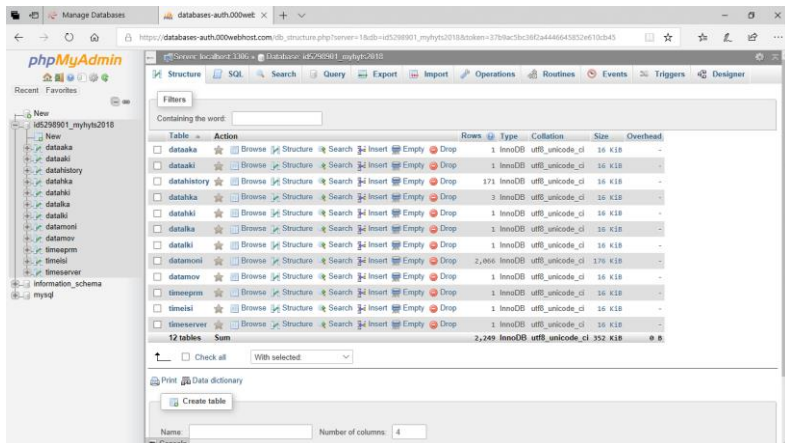 Manage Databases
databases-auth.000wel
https://databases-auth.000webhost.com/db_structure.php?server=1&db=id5298901_myhyts2018
phpMyAdmin
Recent Favorites
New
id5298901_myhyts2018
New
dataaka
dataaki
datahistory
datahka
datahki
datalka
datalki
datamoni
datamov
timeeprm
timeisi
timeserver
information_schema
mysql
Server: localhost:3306 » Database: id5298901_myhyts2018
Structure SQL Search Query Export Import Operations Routines Events Triggers Designer
Filters
Containing the word:
Table Action Rows Type Collation Size Overhead
dataaka Browse Structure Search Insert Empty Drop 1 InnoDB utf8_unicode_ci 16 KiB -
dataaki Browse Structure Search Insert Empty Drop 1 InnoDB utf8_unicode_ci 16 KiB -
datahistory Browse Structure Search Insert Empty Drop 171 InnoDB utf8_unicode_ci 16 KiB -
datahka Browse Structure Search Insert Empty Drop 3 InnoDB utf8_unicode_ci 16 KiB -
datahki Browse Structure Search Insert Empty Drop 1 InnoDB utf8_unicode_ci 16 KiB -
datalka Browse Structure Search Insert Empty Drop 1 InnoDB utf8_unicode_ci 16 KiB -
datalki Browse Structure Search Insert Empty Drop 1 InnoDB utf8_unicode_ci 16 KiB -
datamoni Browse Structure Search Insert Empty Drop 2,066 InnoDB utf8_unicode_ci 176 KiB -
datamov Browse Structure Search Insert Empty Drop 1 InnoDB utf8_unicode_ci 16 KiB -
timeeprm Browse Structure Search Insert Empty Drop 1 InnoDB utf8_unicode_ci 16 KiB -
timeisi Browse Structure Search Insert Empty Drop 1 InnoDB utf8_unicode_ci 16 KiB -
timeserver Browse Structure Search Insert Empty Drop 1 InnoDB utf8_unicode_ci 16 KiB -
12 tables Sum 2,249 InnoDB utf8_unicode_ci 352 KiB 0 B
Check all With selected:
Print Data dictionary
Create table
Name: Number of columns: 4
Console